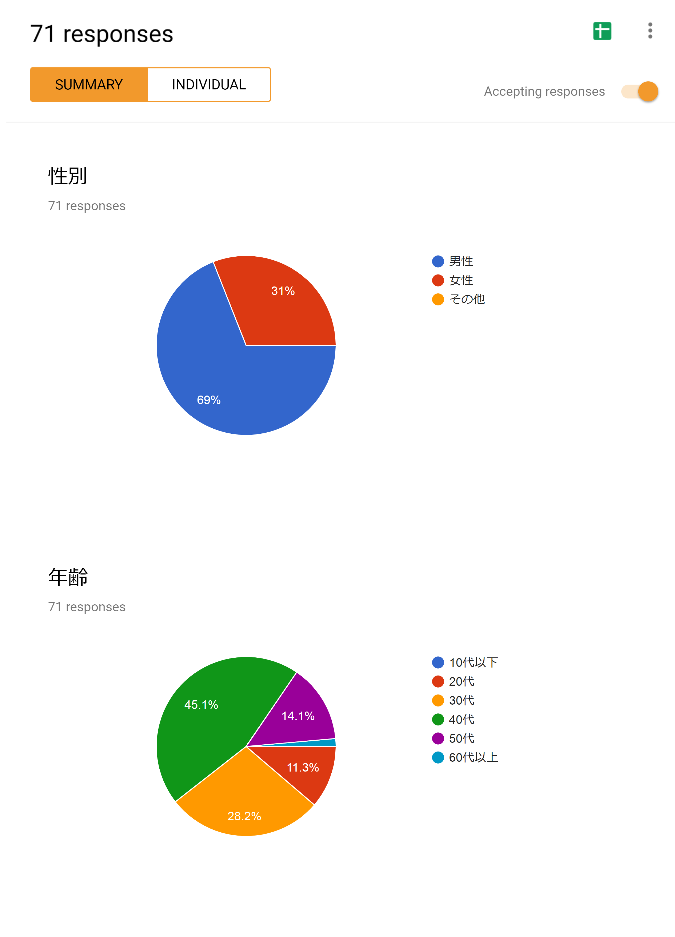 71 responses
SUMMARY
INDIVIDUAL
Accepting responses
性別
71 responses
31%
69%
男性
女性
その他
年齢
71 responses
45.1%
14.1%
11.3%
28.2%
10代以下
20代
30代
40代
50代
60代以上